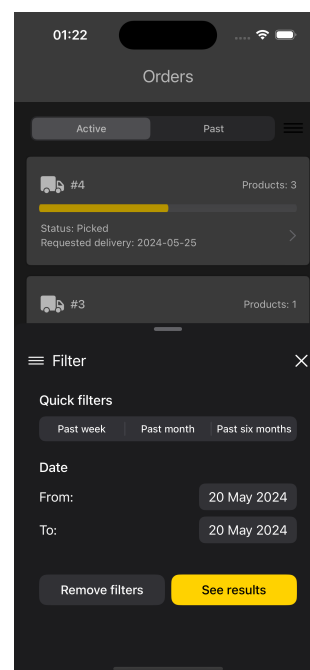 01:22
Orders
Active Past
#4 Products: 3
Status: Picked
Requested delivery: 2024-05-25
#3 Products: 1
Filter
Quick filters
Past week Past month Past six months
Date
From: 20 May 2024
To: 20 May 2024
Remove filters See results